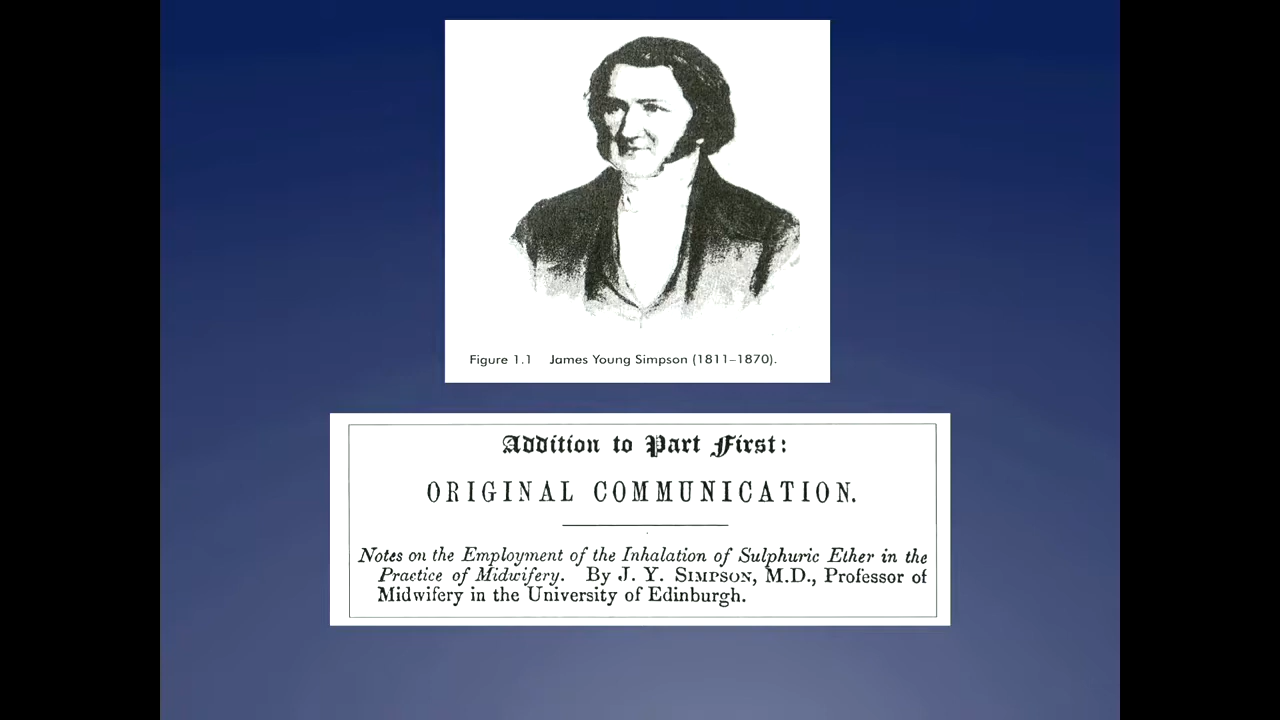 Figure 1.1 James Young Simpson (1811–1870).
Addition to Part First:
ORIGINAL COMMUNICATION.
Notes on the Employment of the Inhalation of Sulphuric Ether in the
Practice of Midwifery. By J. Y. SIMPSON, M.D., Professor of
Midwifery in the University of Edinburgh.